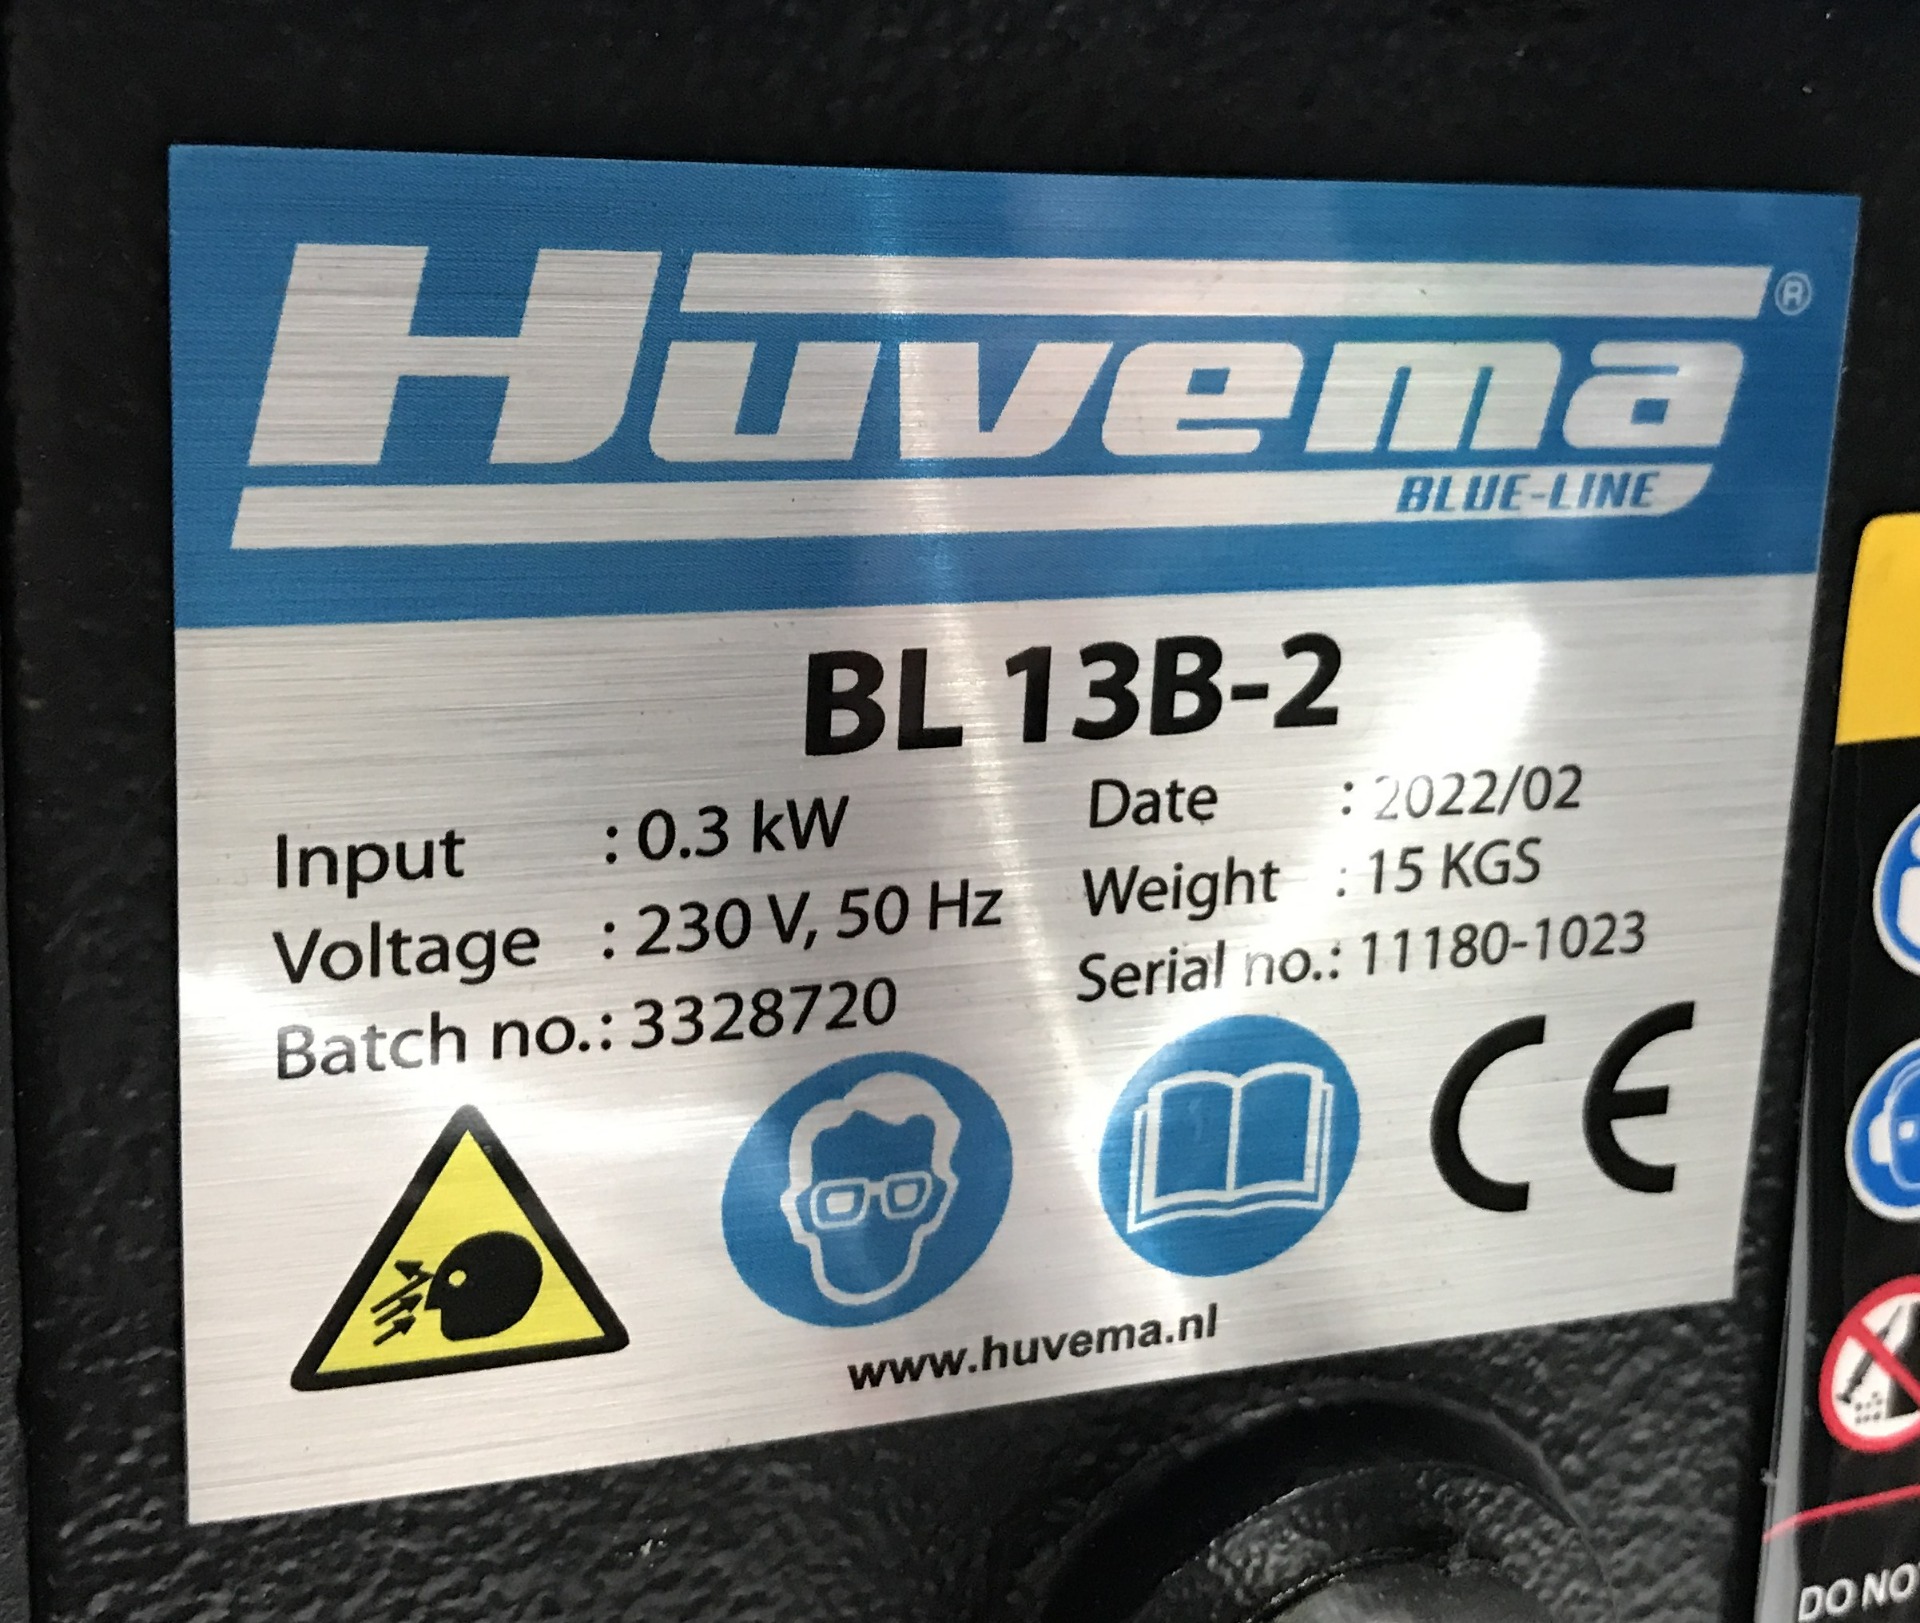 Huvema®
BLUE-LINE
BL 13B-2
Input : 0.3 kW
Date : 2022/02
Voltage : 230 V, 50 Hz
Weight : 15 KGS
Batch no.: 3328720
Serial no.: 11180-1023
CE
www.huvema.nl
DO NO